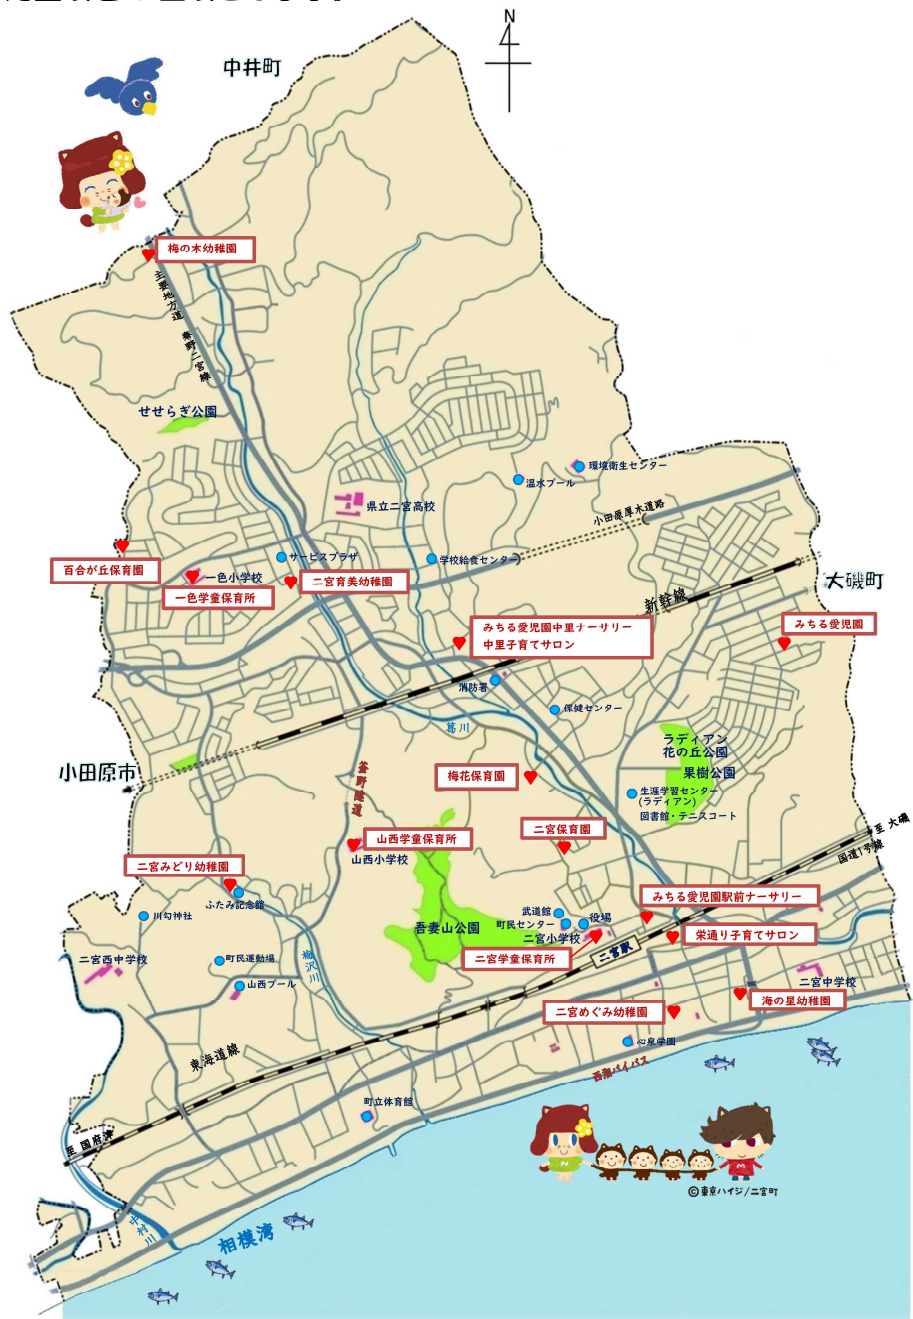 N
中井町
梅の木幼稚園
主要地方道 秦野二宮線
せせらぎ公園
環境衛生センター
温水プール
県立二宮高校
小田原厚木道路
百合が丘保育園
サービスプラザ
学校給食センター
一色小学校
二宮育美幼稚園
一色学童保育所
大磯町
新幹線
みちる愛児園中里ナーサリー
中里子育てサロン
みちる愛児園
消防署
保健センター
葛川
ラディアン
花の丘公園
小田原市
釜野隧道
梅花保育園
果樹公園
生涯学習センター
(ラディアン)
図書館・テニスコート
二宮保育園
至 大磯
国道1号線
山西学童保育所
山西小学校
二宮みどり幼稚園
ふたみ記念館
みちる愛児園駅前ナーサリー
川勾神社
武道館
町民センター
役場
吾妻山公園
二宮小学校
栄通り子育てサロン
二宮学童保育所
二宮駅
二宮西中学校
町民運動場
梅沢川
山西プール
二宮中学校
海の星幼稚園
二宮めぐみ幼稚園
心泉学園
東海道線
西湘バイパス
町立体育館
至 国府津
©東京ハイジ/二宮町
中村川
相模湾